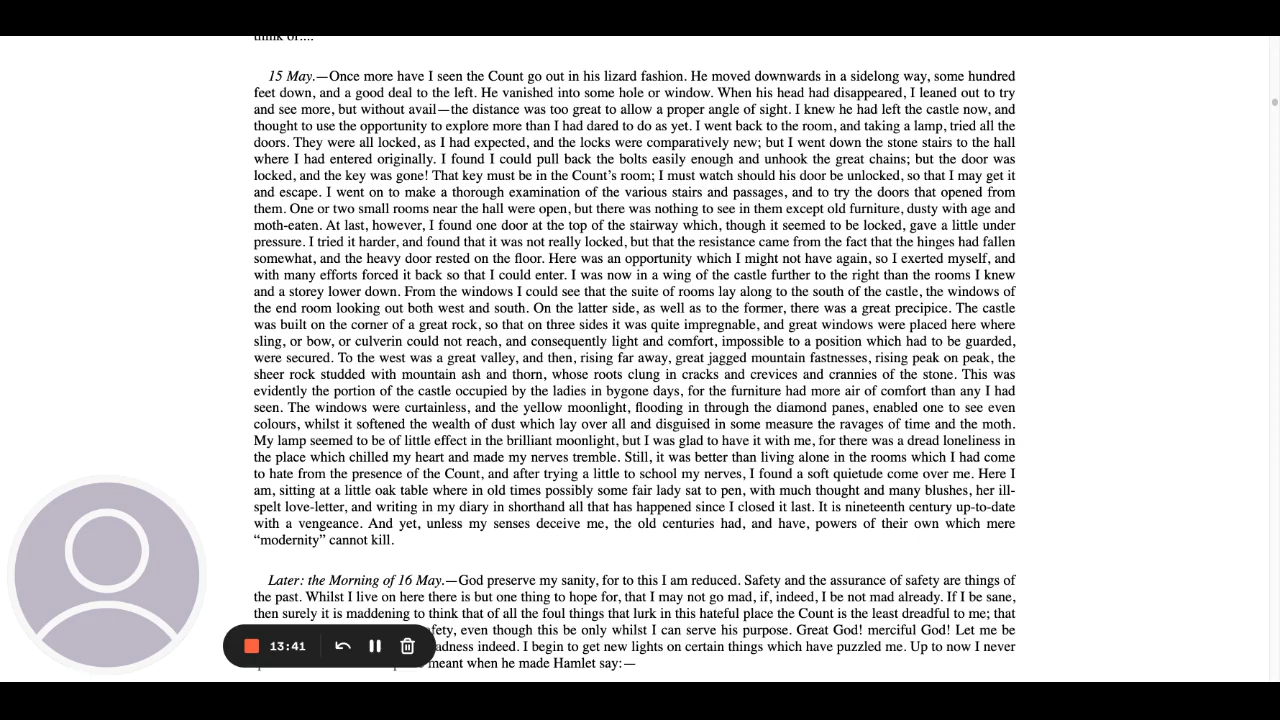 think of....
15 May.—Once more have I seen the Count go out in his lizard fashion. He moved downwards in a sidelong way, some hundred
feet down, and a good deal to the left. He vanished into some hole or window. When his head had disappeared, I leaned out to try
and see more, but without avail—the distance was too great to allow a proper angle of sight. I knew he had left the castle now, and
thought to use the opportunity to explore more than I had dared to do as yet. I went back to the room, and taking a lamp, tried all the
doors. They were all locked, as I had expected, and the locks were comparatively new; but I went down the stone stairs to the hall
where I had entered originally. I found I could pull back the bolts easily enough and unhook the great chains; but the door was
locked, and the key was gone! That key must be in the Count’s room; I must watch should his door be unlocked, so that I may get it
and escape. I went on to make a thorough examination of the various stairs and passages, and to try the doors that opened from
them. One or two small rooms near the hall were open, but there was nothing to see in them except old furniture, dusty with age and
moth-eaten. At last, however, I found one door at the top of the stairway which, though it seemed to be locked, gave a little under
pressure. I tried it harder, and found that it was not really locked, but that the resistance came from the fact that the hinges had fallen
somewhat, and the heavy door rested on the floor. Here was an opportunity which I might not have again, so I exerted myself, and
with many efforts forced it back so that I could enter. I was now in a wing of the castle further to the right than the rooms I knew
and a storey lower down. From the windows I could see that the suite of rooms lay along to the south of the castle, the windows of
the end room looking out both west and south. On the latter side, as well as to the former, there was a great precipice. The castle
was built on the corner of a great rock, so that on three sides it was quite impregnable, and great windows were placed here where
sling, or bow, or culverin could not reach, and consequently light and comfort, impossible to a position which had to be guarded,
were secured. To the west was a great valley, and then, rising far away, great jagged mountain fastnesses, rising peak on peak, the
sheer rock studded with mountain ash and thorn, whose roots clung in cracks and crevices and crannies of the stone. This was
evidently the portion of the castle occupied by the ladies in bygone days, for the furniture had more air of comfort than any I had
seen. The windows were curtainless, and the yellow moonlight, flooding in through the diamond panes, enabled one to see even
colours, whilst it softened the wealth of dust which lay over all and disguised in some measure the ravages of time and the moth.
My lamp seemed to be of little effect in the brilliant moonlight, but I was glad to have it with me, for there was a dread loneliness in
the place which chilled my heart and made my nerves tremble. Still, it was better than living alone in the rooms which I had come
to hate from the presence of the Count, and after trying a little to school my nerves, I found a soft quietude come over me. Here I
am, sitting at a little oak table where in old times possibly some fair lady sat to pen, with much thought and many blushes, her ill-
spelt love-letter, and writing in my diary in shorthand all that has happened since I closed it last. It is nineteenth century up-to-date
with a vengeance. And yet, unless my senses deceive me, the old centuries had, and have, powers of their own which mere
“modernity” cannot kill.
Later: the Morning of 16 May.—God preserve my sanity, for to this I am reduced. Safety and the assurance of safety are things of
the past. Whilst I live on here there is but one thing to hope for, that I may not go mad, if, indeed, I be not mad already. If I be sane,
then surely it is maddening to think that of all the foul things that lurk in this hateful place the Count is the least dreadful to me; that
even though this be only whilst I can serve his purpose. Great God! merciful God! Let me be
indeed. I begin to get new lights on certain things which have puzzled me. Up to now I never
meant when he made Hamlet say:—
13:41